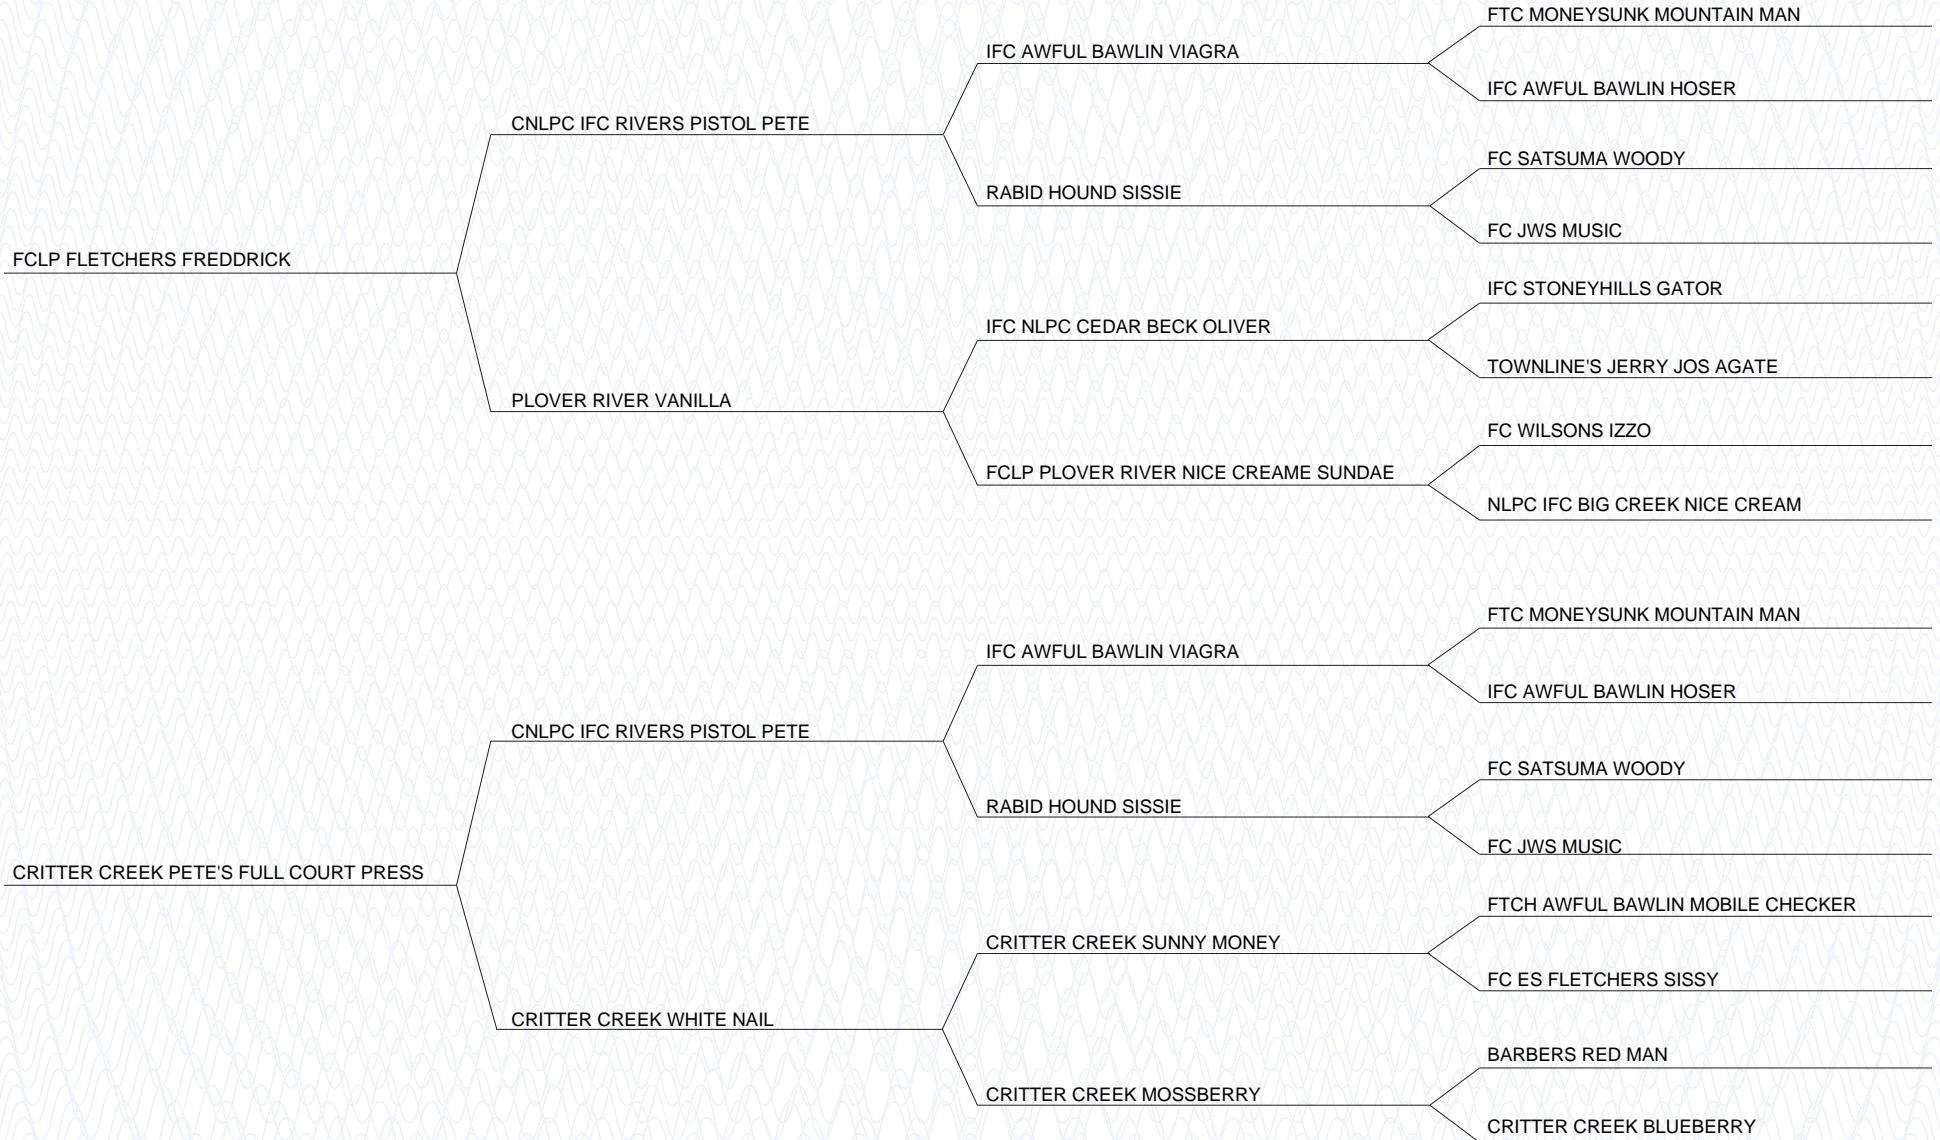 FTC MONEYSUNK MOUNTAIN MAN
IFC AWFUL BAWLIN VIAGRA
IFC AWFUL BAWLIN HOSER
CNLPC IFC RIVERS PISTOL PETE
FC SATSUMA WOODY
RABID HOUND SISSIE
FC JWS MUSIC
FCLP FLETCHERS FREDDRICK
IFC STONEYHILLS GATOR
IFC NLPC CEDAR BECK OLIVER
TOWNLINE'S JERRY JOS AGATE
PLOVER RIVER VANILLA
FC WILSONS IZZO
FCLP PLOVER RIVER NICE CREAME SUNDAE
NLPC IFC BIG CREEK NICE CREAM
FTC MONEYSUNK MOUNTAIN MAN
IFC AWFUL BAWLIN VIAGRA
IFC AWFUL BAWLIN HOSER
CNLPC IFC RIVERS PISTOL PETE
FC SATSUMA WOODY
RABID HOUND SISSIE
FC JWS MUSIC
CRITTER CREEK PETE'S FULL COURT PRESS
FTCH AWFUL BAWLIN MOBILE CHECKER
CRITTER CREEK SUNNY MONEY
FC ES FLETCHERS SISSY
CRITTER CREEK WHITE NAIL
BARBERS RED MAN
CRITTER CREEK MOSSBERRY
CRITTER CREEK BLUEBERRY